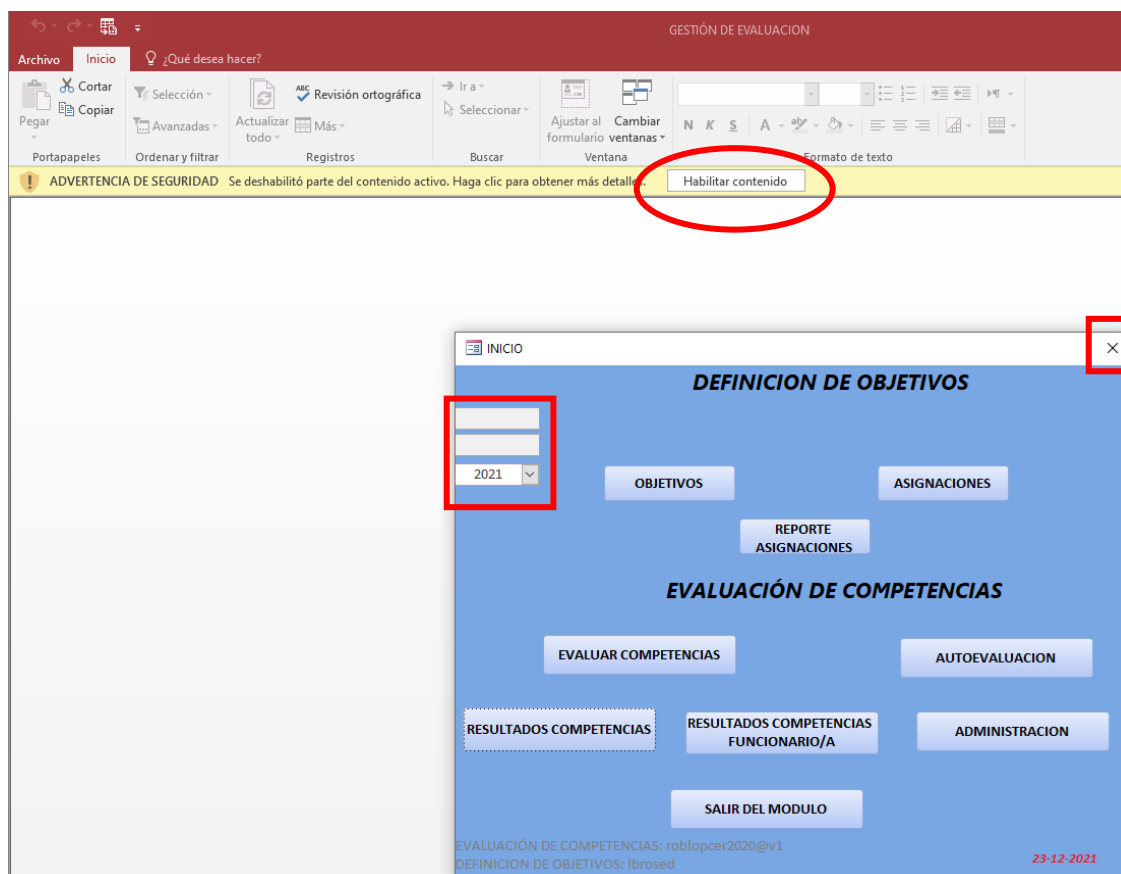 GESTIÓN DE EVALUACION
Archivo Inicio ¿Qué desea hacer?
Pegar
Cortar
Copiar
Portapapeles
Selección
Avanzadas
Ordenar y filtrar
Actualizar todo
ABC Revisión ortográfica
Más
Registros
Ir a
Seleccionar
Buscar
Ajustar al formulario
Cambiar ventanas
Ventana
N K S A
Formato de texto
ADVERTENCIA DE SEGURIDAD Se deshabilitó parte del contenido activo. Haga clic para obtener más detalles. Habilitar contenido
INICIO
DEFINICION DE OBJETIVOS
2021
OBJETIVOS ASIGNACIONES
REPORTE
ASIGNACIONES
EVALUACIÓN DE COMPETENCIAS
EVALUAR COMPETENCIAS AUTOEVALUACION
RESULTADOS COMPETENCIAS
RESULTADOS COMPETENCIAS
FUNCIONARIO/A
ADMINISTRACION
SALIR DEL MODULO
EVALUACIÓN DE COMPETENCIAS: roblopcer2020@v1
DEFINICION DE OBJETIVOS: lbrosed
23-12-2021